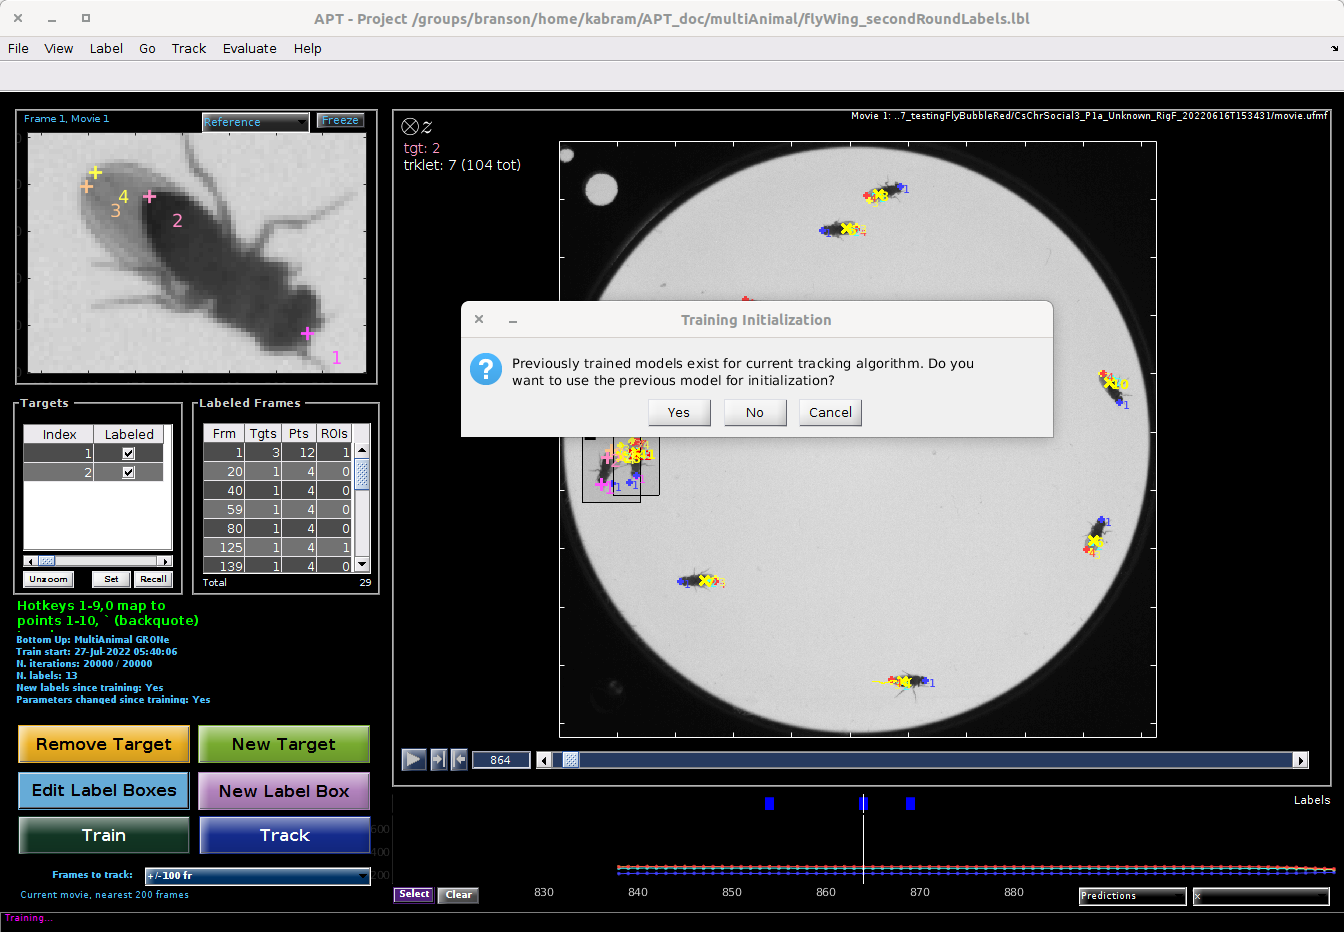 APT - Project /groups/branson/home/kabram/APT_doc/multiAnimal/flyWing_secondRoundLabels.lbl
File View Label Go Track Evaluate Help
Frame 1, Movie 1
Reference
Freeze
4
3
2
1
Movie 1: ..7_testingFlyBubbleRed/CsChrSocial3_P1a_Unknown_RigF_20220616T153431/movie.ufmf
z
tgt: 2
trklet: 7 (104 tot)
Training Initialization
Previously trained models exist for current tracking algorithm. Do you
want to use the previous model for initialization?
Yes No Cancel
Targets
Index Labeled
1
2
Unzoom Set Recall
Labeled Frames
Frm Tgts Pts ROIs
1 3 12 1
20 1 4 0
40 1 4 0
59 1 4 0
80 1 4 0
125 1 4 1
139 1 4 0
Total 29
Hotkeys 1-9,0 map to
points 1-10, ` (backquote)
Bottom Up: MultiAnimal GRONe
Train start: 27-Jul-2022 05:40:06
N. iterations: 20000 / 20000
N. labels: 13
New labels since training: Yes
Parameters changed since training: Yes
Remove Target New Target
Edit Label Boxes New Label Box
Train Track
Frames to track: +/-100 fr
Current movie, nearest 200 frames
864
Labels
600
400
200
Select Clear
830 840 850 860 870 880
Predictions x
Training...